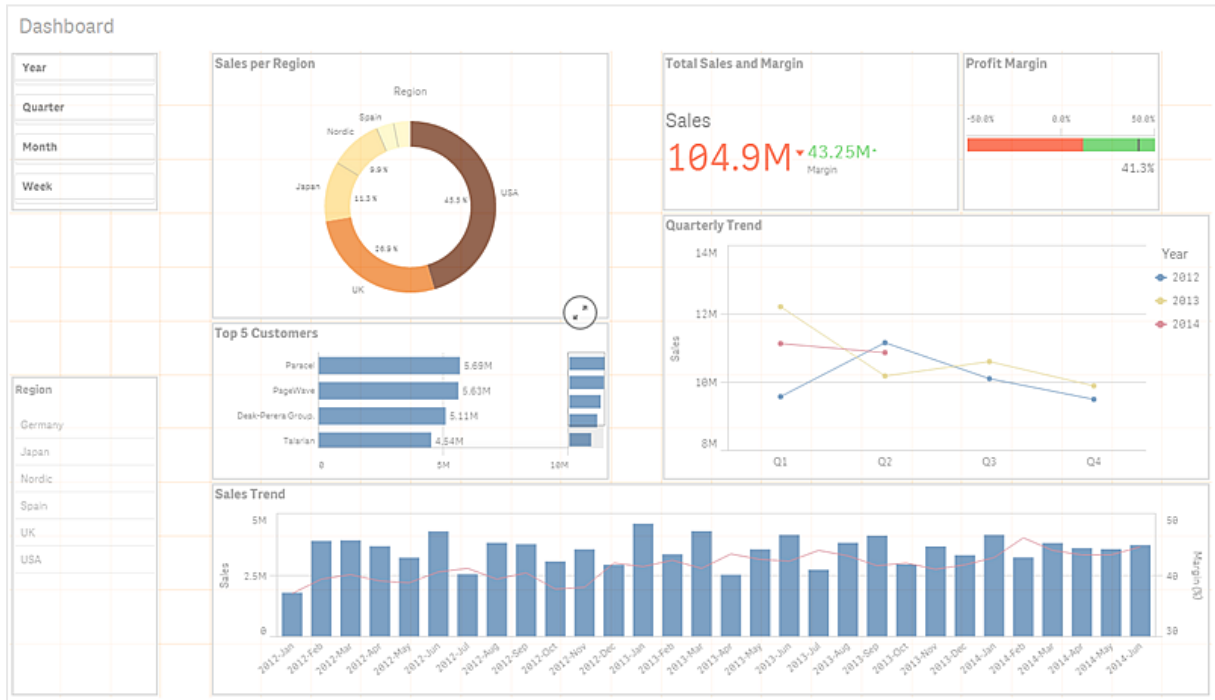 Dashboard
Year
Quarter
Month
Week
Region
Germany
Japan
Nordic
Spain
UK
USA
Sales per Region
Region
Spain
Nordic
Japan
UK
USA
9.9%
11.3%
26.9%
Top 5 Customers
Paracel
5.69M
PageWave
5.63M
Deak-Perera Group.
5.11M
Talarian
4.54M
0
5M
10M
Total Sales and Margin
Sales
104.9M
43.25M
Margin
Profit Margin
-50.0%
0.0%
50.0%
41.3%
Quarterly Trend
14M
12M
10M
8M
Sales
Q1
Q2
Q3
Q4
Year
2012
2013
2014
Sales Trend
5M
2.5M
0
Sales
50
40
30
Margin (%)
2012-Jan
2012-Feb
2012-Mar
2012-Apr
2012-May
2012-Jun
2012-Jul
2012-Aug
2012-Sep
2012-Oct
2012-Nov
2012-Dec
2013-Jan
2013-Feb
2013-Mar
2013-Apr
2013-May
2013-Jun
2013-Jul
2013-Aug
2013-Sep
2013-Oct
2013-Nov
2013-Dec
2014-Jan
2014-Feb
2014-Mar
2014-Apr
2014-May
2014-Jun